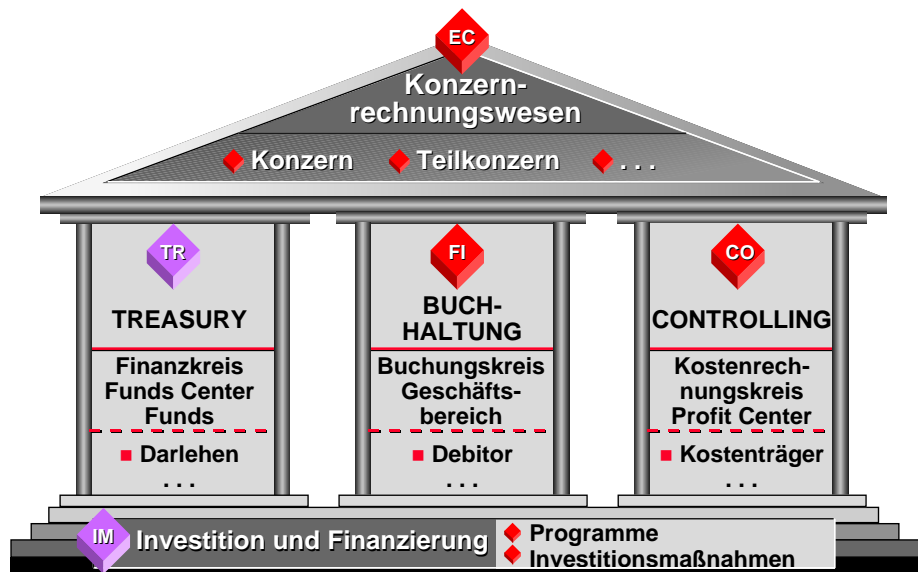 EC
Konzern-
rechnungswesen
Konzern Teilkonzern . . .
TR
TREASURY
Finanzkreis
Funds Center
Funds
Darlehen
. . .
FI
BUCH-
HALTUNG
Buchungskreis
Geschäfts-
bereich
Debitor
. . .
CO
CONTROLLING
Kostenrech-
nungskreis
Profit Center
Kostenträger
. . .
IM
Investition und Finanzierung
Programme
Investitionsmaßnahmen